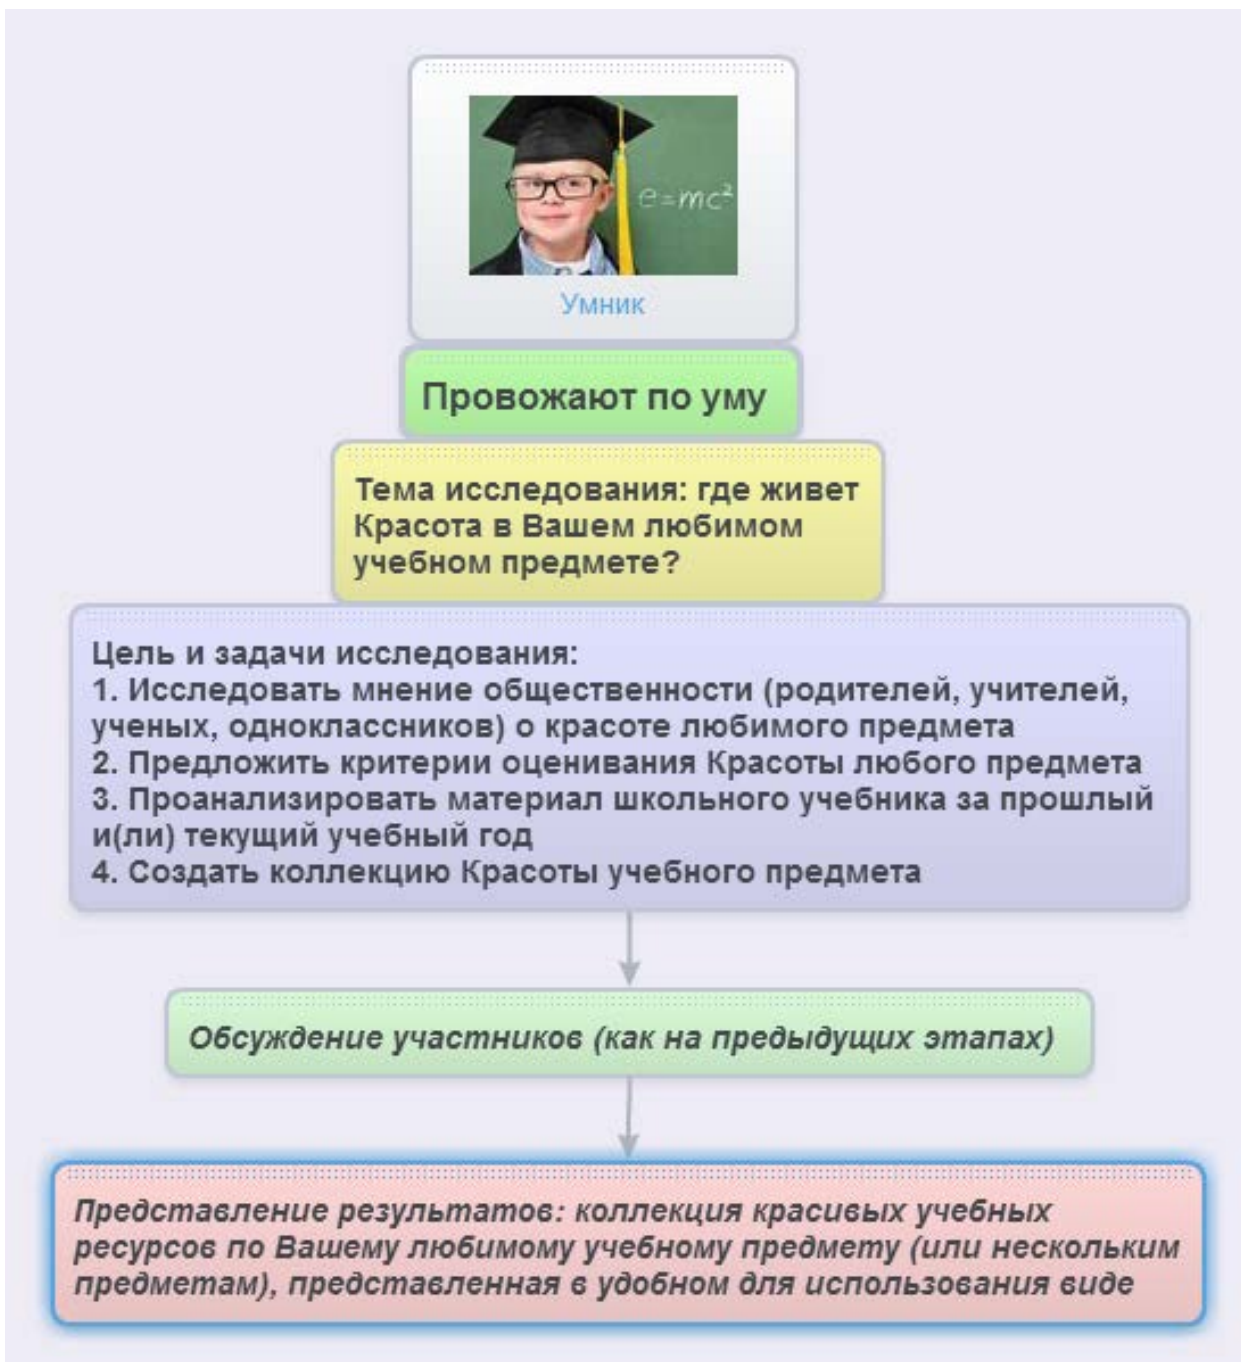 e=mc²
Умник
Провожают по уму
Тема исследования: где живет
Красота в Вашем любимом
учебном предмете?
Цель и задачи исследования:
1. Исследовать мнение общественности (родителей, учителей,
ученых, одноклассников) о красоте любимого предмета
2. Предложить критерии оценивания Красоты любого предмета
3. Проанализировать материал школьного учебника за прошлый
и(ли) текущий учебный год
4. Создать коллекцию Красоты учебного предмета
Обсуждение участников (как на предыдущих этапах)
Представление результатов: коллекция красивых учебных
ресурсов по Вашему любимому учебному предмету (или нескольким
предметам), представленная в удобном для использования виде